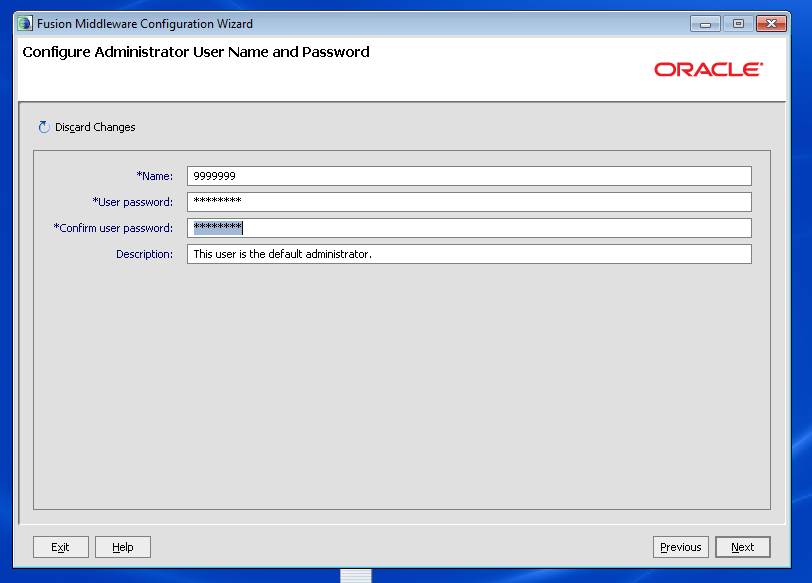 Fusion Middleware Configuration Wizard
Configure Administrator User Name and Password
ORACLE
Discard Changes
*Name: 9999999
*User password: ********
*Confirm user password: ********
Description: This user is the default administrator.
Exit Help Previous Next